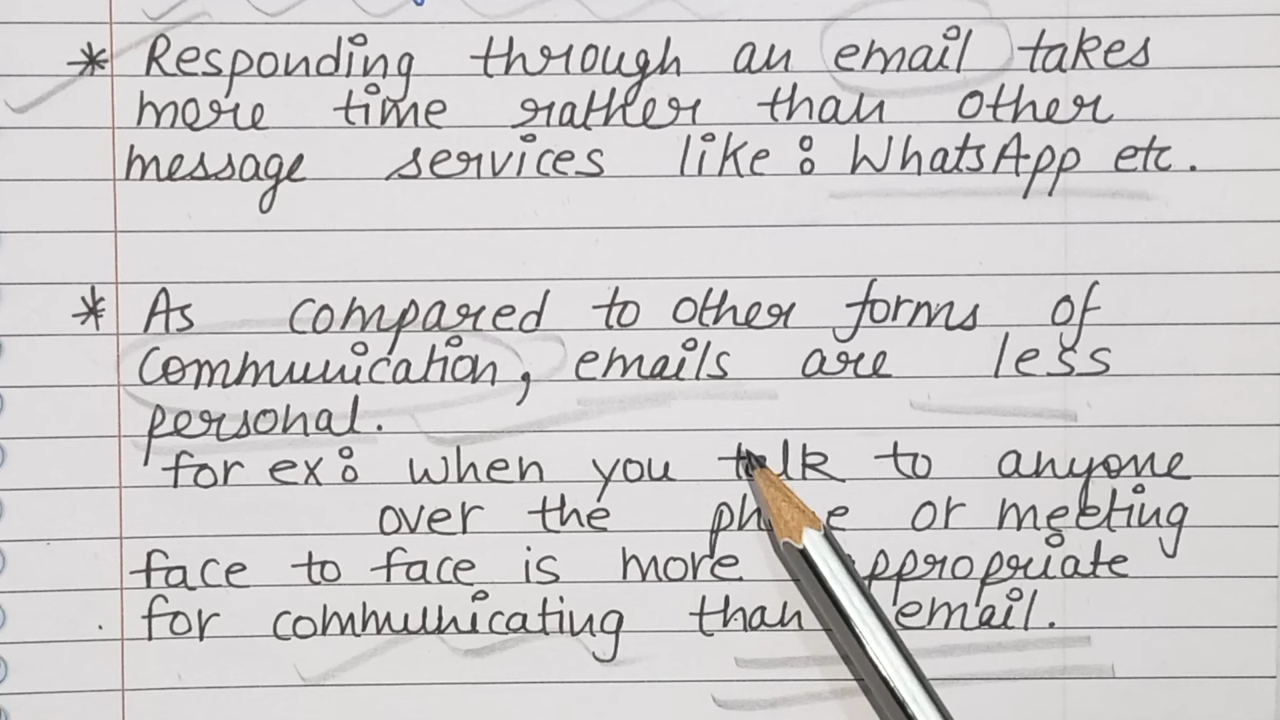 * Responding through an email takes
more time rather than other
message services like : WhatsApp etc.
* As compared to other forms of
communication, emails are less
personal.
for ex : when you talk to anyone
over the phone or meeting
face to face is more appropriate
for communicating than email.